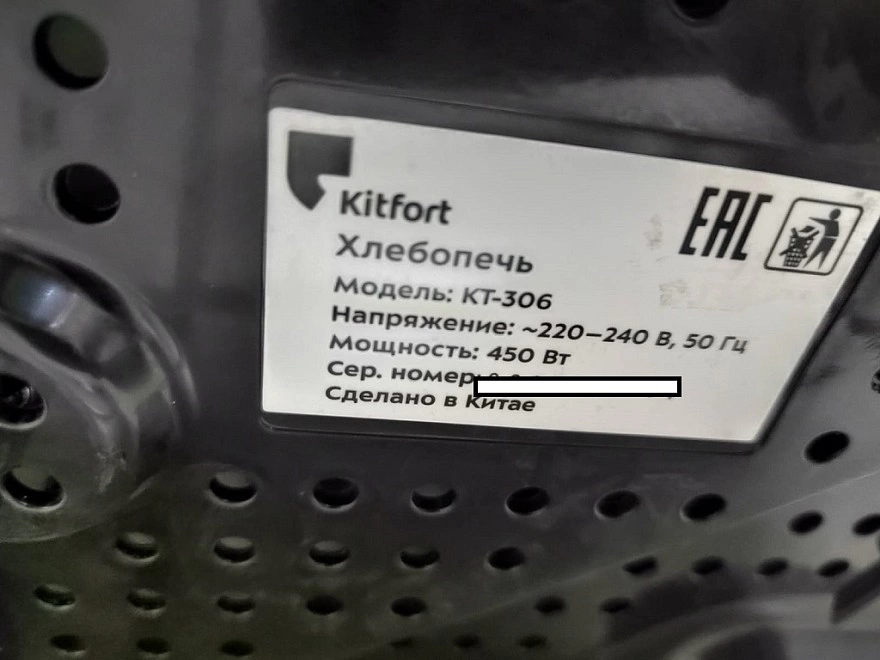 Kitfort
EAC
Хлебопечь
Модель: КТ-306
Напряжение: ~220–240 В, 50 Гц
Мощность: 450 Вт
Сер. номер:
Сделано в Китае